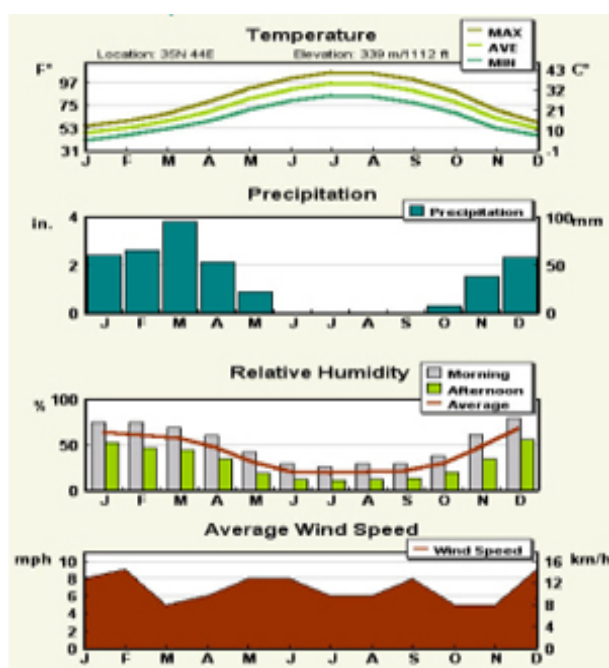 Temperature
MAX
AVE
MIN
Location: 35N 44E
Elevation: 339 m/1112 ft
F°
97
75
53
31
43 C°
32
21
10
-1
J F M A M J J A S O N D
Precipitation
Precipitation
in.
4
2
0
100
mm
50
0
J F M A M J J A S O N D
Relative Humidity
Morning
Afternoon
Average
%
100
50
0
J F M A M J J A S O N D
Average Wind Speed
Wind Speed
mph
10
8
6
4
2
0
16 km/h
12
8
4
0
J F M A M J J A S O N D